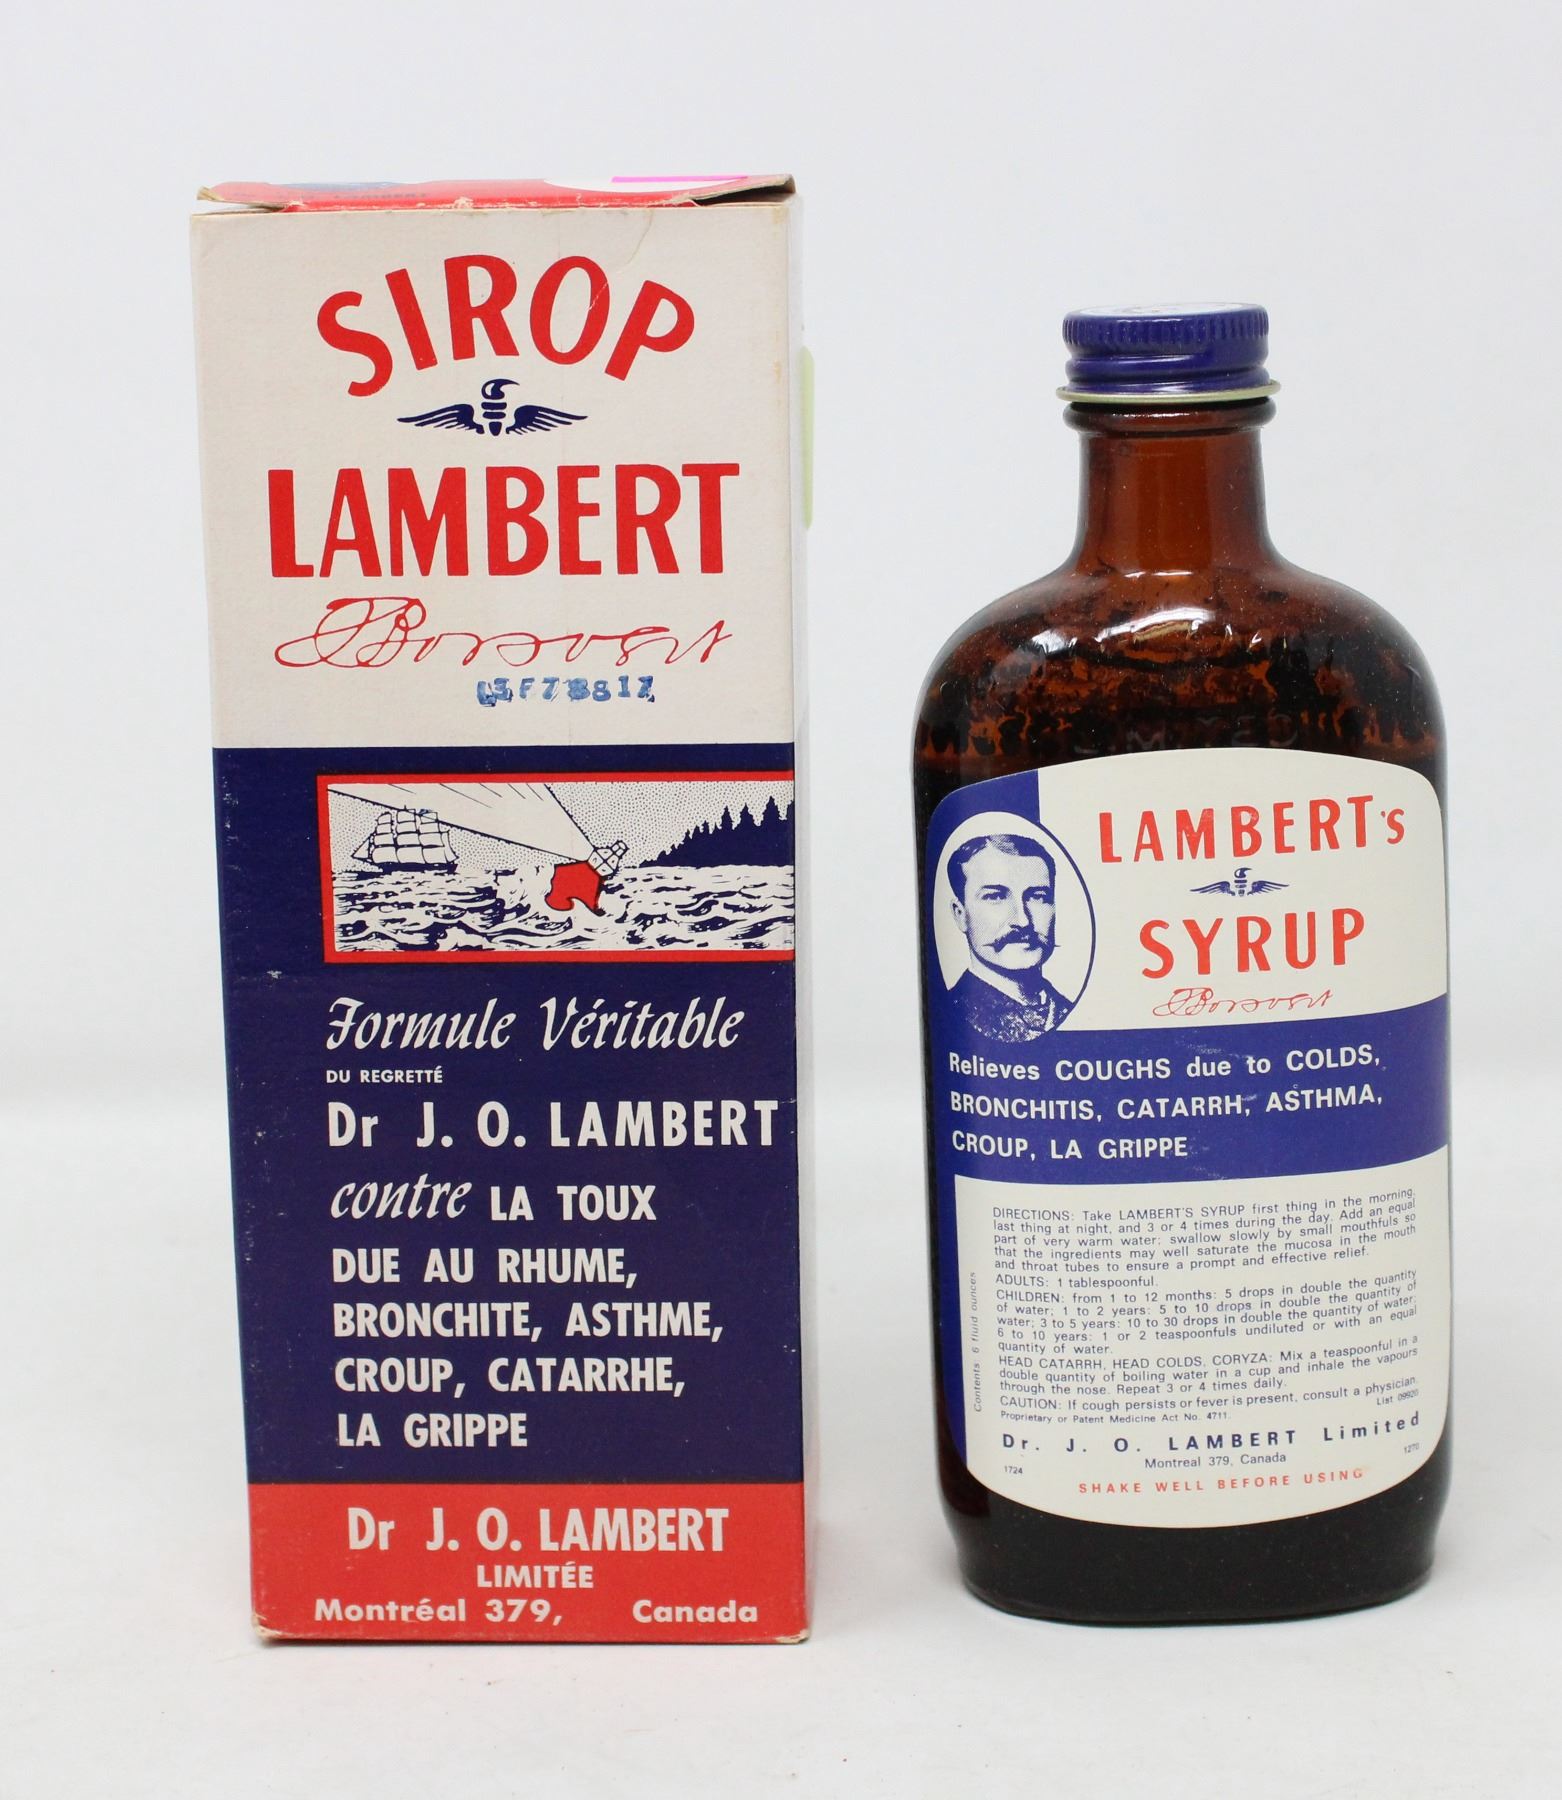 SIROP
LAMBERT
Formule Véritable
DU REGRETTÉ
Dr J. O. LAMBERT
contre LA TOUX
DUE AU RHUME,
BRONCHITE, ASTHME,
CROUP, CATARRHE,
LA GRIPPE
Dr J. O. LAMBERT
LIMITÉE
Montréal 379, Canada
LAMBERT's
SYRUP
Relieves COUGHS due to COLDS,
BRONCHITIS, CATARRH, ASTHMA,
CROUP, LA GRIPPE
DIRECTIONS: Take LAMBERT'S SYRUP first thing in the morning,
last thing at night, and 3 or 4 times during the day. Add an equal
part of very warm water; swallow slowly by small mouthfuls so
that the ingredients may well saturate the mucosa in the mouth
and throat tubes to ensure a prompt and effective relief.
ADULTS: 1 tablespoonful.
CHILDREN: from 1 to 12 months: 5 drops in double the quantity
of water; 1 to 2 years: 5 to 10 drops in double the quantity of
water; 3 to 5 years: 10 to 30 drops in double the quantity of water;
6 to 10 years: 1 or 2 teaspoonfuls undiluted or with an equal
quantity of water.
HEAD CATARRH, HEAD COLDS, CORYZA: Mix a teaspoonful in a
double quantity of boiling water in a cup and inhale the vapours
through the nose. Repeat 3 or 4 times daily.
CAUTION: If cough persists or fever is present, consult a physician.
List 09920
Proprietary or Patent Medicine Act No. 4711.
Dr. J. O. LAMBERT Limited
Montreal 379, Canada
1724
1270
SHAKE WELL BEFORE USING
Contents 6 fluid ounces